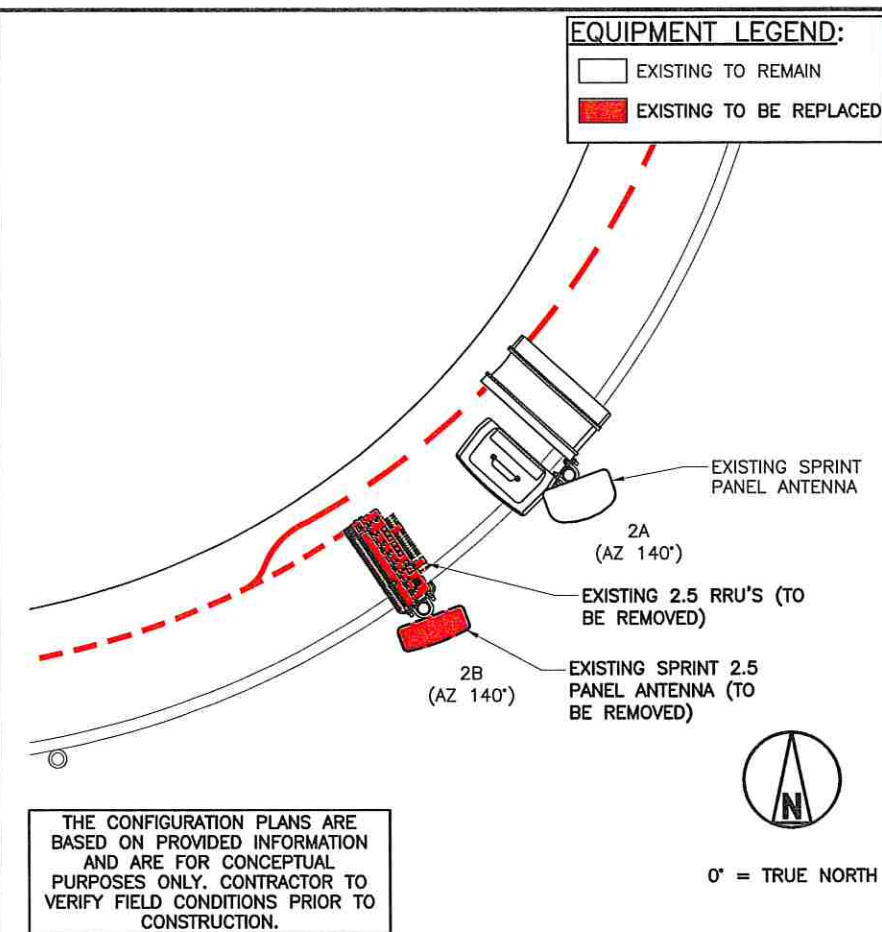 EQUIPMENT LEGEND:
EXISTING TO REMAIN
EXISTING TO BE REPLACED
EXISTING SPRINT
PANEL ANTENNA
2A
(AZ 140°)
EXISTING 2.5 RRU'S (TO
BE REMOVED)
2B
(AZ 140°)
EXISTING SPRINT 2.5
PANEL ANTENNA (TO
BE REMOVED)
N
0° = TRUE NORTH
THE CONFIGURATION PLANS ARE
BASED ON PROVIDED INFORMATION
AND ARE FOR CONCEPTUAL
PURPOSES ONLY. CONTRACTOR TO
VERIFY FIELD CONDITIONS PRIOR TO
CONSTRUCTION.